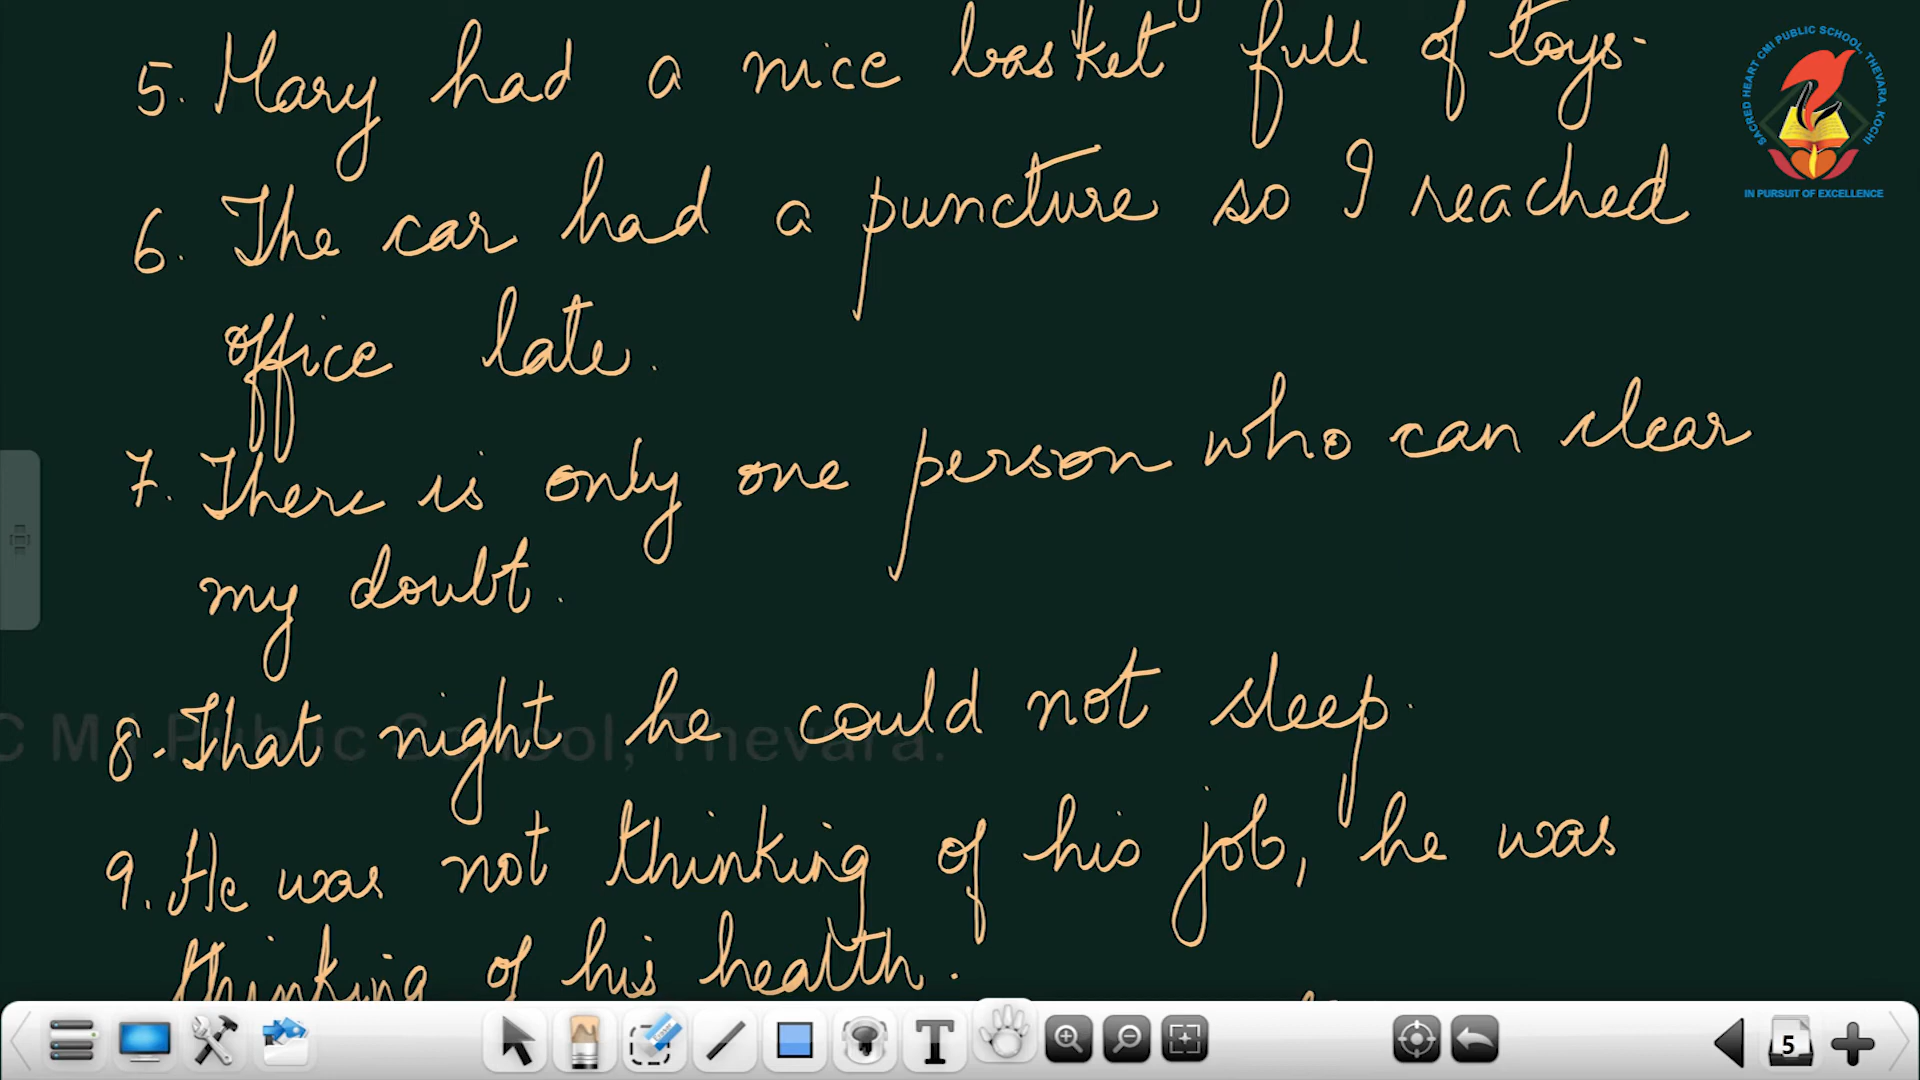 SACRED HEART CMI PUBLIC SCHOOL, THEVARA, KOCHI
IN PURSUIT OF EXCELLENCE
5. Mary had a nice basket full of toys.
6. The car had a puncture so I reached
office late.
7. There is only one person who can clear
my doubt.
C M I Public School, Thevara.
8. That night he could not sleep.
9. He was not thinking of his job, he was
thinking of his health.
T
5